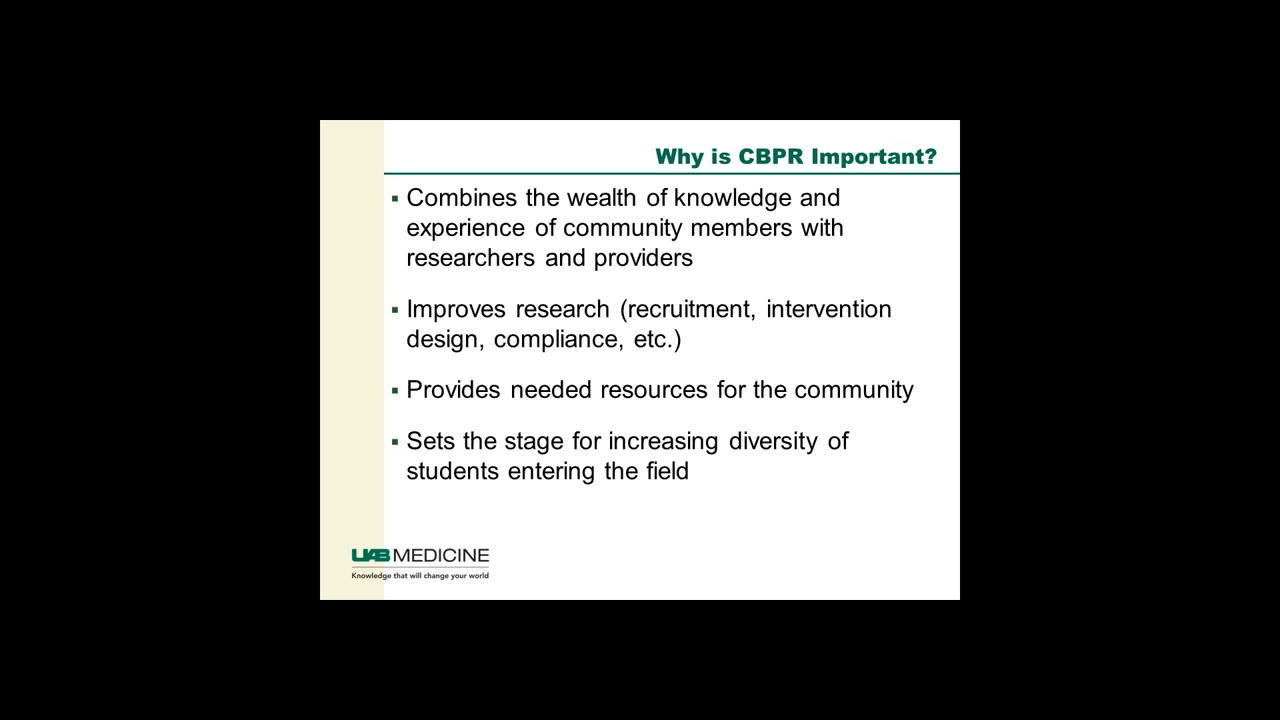 Why is CBPR Important?
▪ Combines the wealth of knowledge and
experience of community members with
researchers and providers
▪ Improves research (recruitment, intervention
design, compliance, etc.)
▪ Provides needed resources for the community
▪ Sets the stage for increasing diversity of
students entering the field
UAB MEDICINE
Knowledge that will change your world